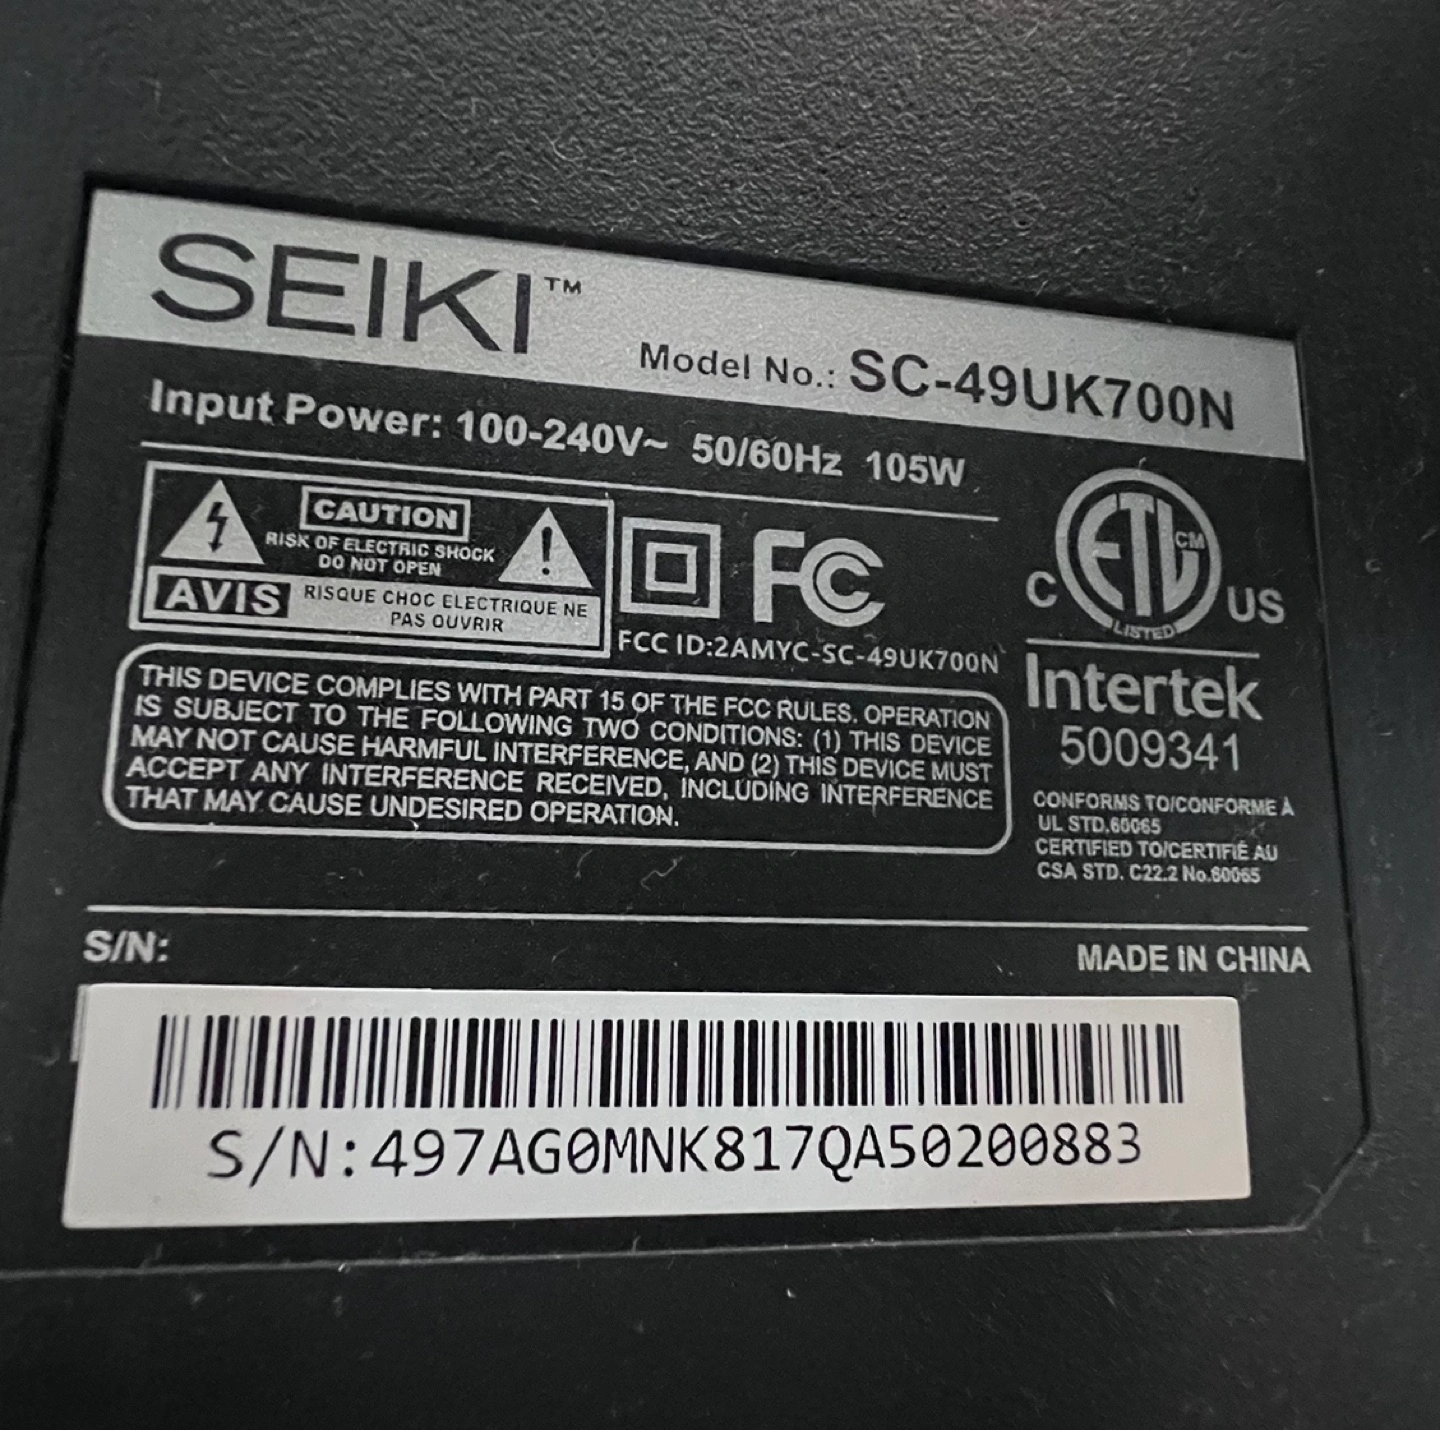 SEIKI™
Model No.: SC-49UK700N
Input Power: 100-240V~ 50/60Hz 105W
CAUTION
RISK OF ELECTRIC SHOCK
DO NOT OPEN
AVIS
RISQUE CHOC ELECTRIQUE NE
PAS OUVRIR
FC
FCC ID:2AMYC-SC-49UK700N
THIS DEVICE COMPLIES WITH PART 15 OF THE FCC RULES. OPERATION
IS SUBJECT TO THE FOLLOWING TWO CONDITIONS: (1) THIS DEVICE
MAY NOT CAUSE HARMFUL INTERFERENCE, AND (2) THIS DEVICE MUST
ACCEPT ANY INTERFERENCE RECEIVED, INCLUDING INTERFERENCE
THAT MAY CAUSE UNDESIRED OPERATION.
C ETL CM US
LISTED
Intertek
5009341
CONFORMS TO/CONFORME À
UL STD.60065
CERTIFIED TO/CERTIFIÉ AU
CSA STD. C22.2 No.60065
S/N:
MADE IN CHINA
S/N:497AG0MNK817QA50200883